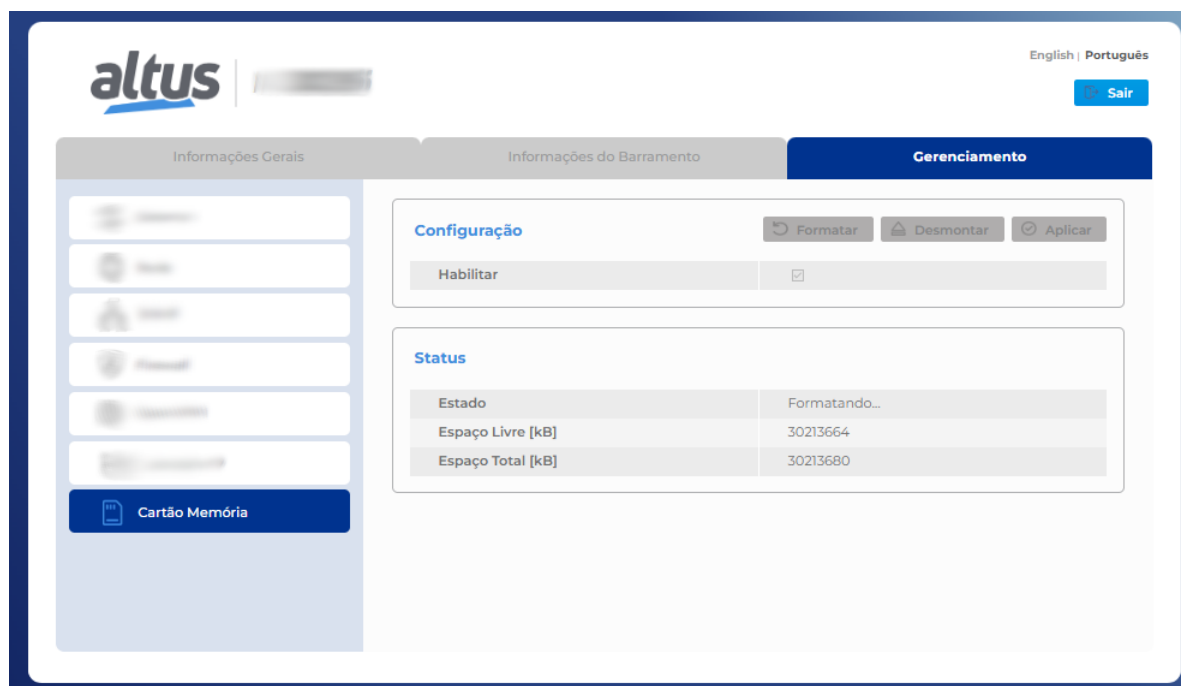 altus
English | Português
Sair
Informações Gerais
Informações do Barramento
Gerenciamento
Configuração
Formatar
Desmontar
Aplicar
Habilitar
Status
Estado
Formatando...
Espaço Livre [kB]
30213664
Espaço Total [kB]
30213680
Cartão Memória